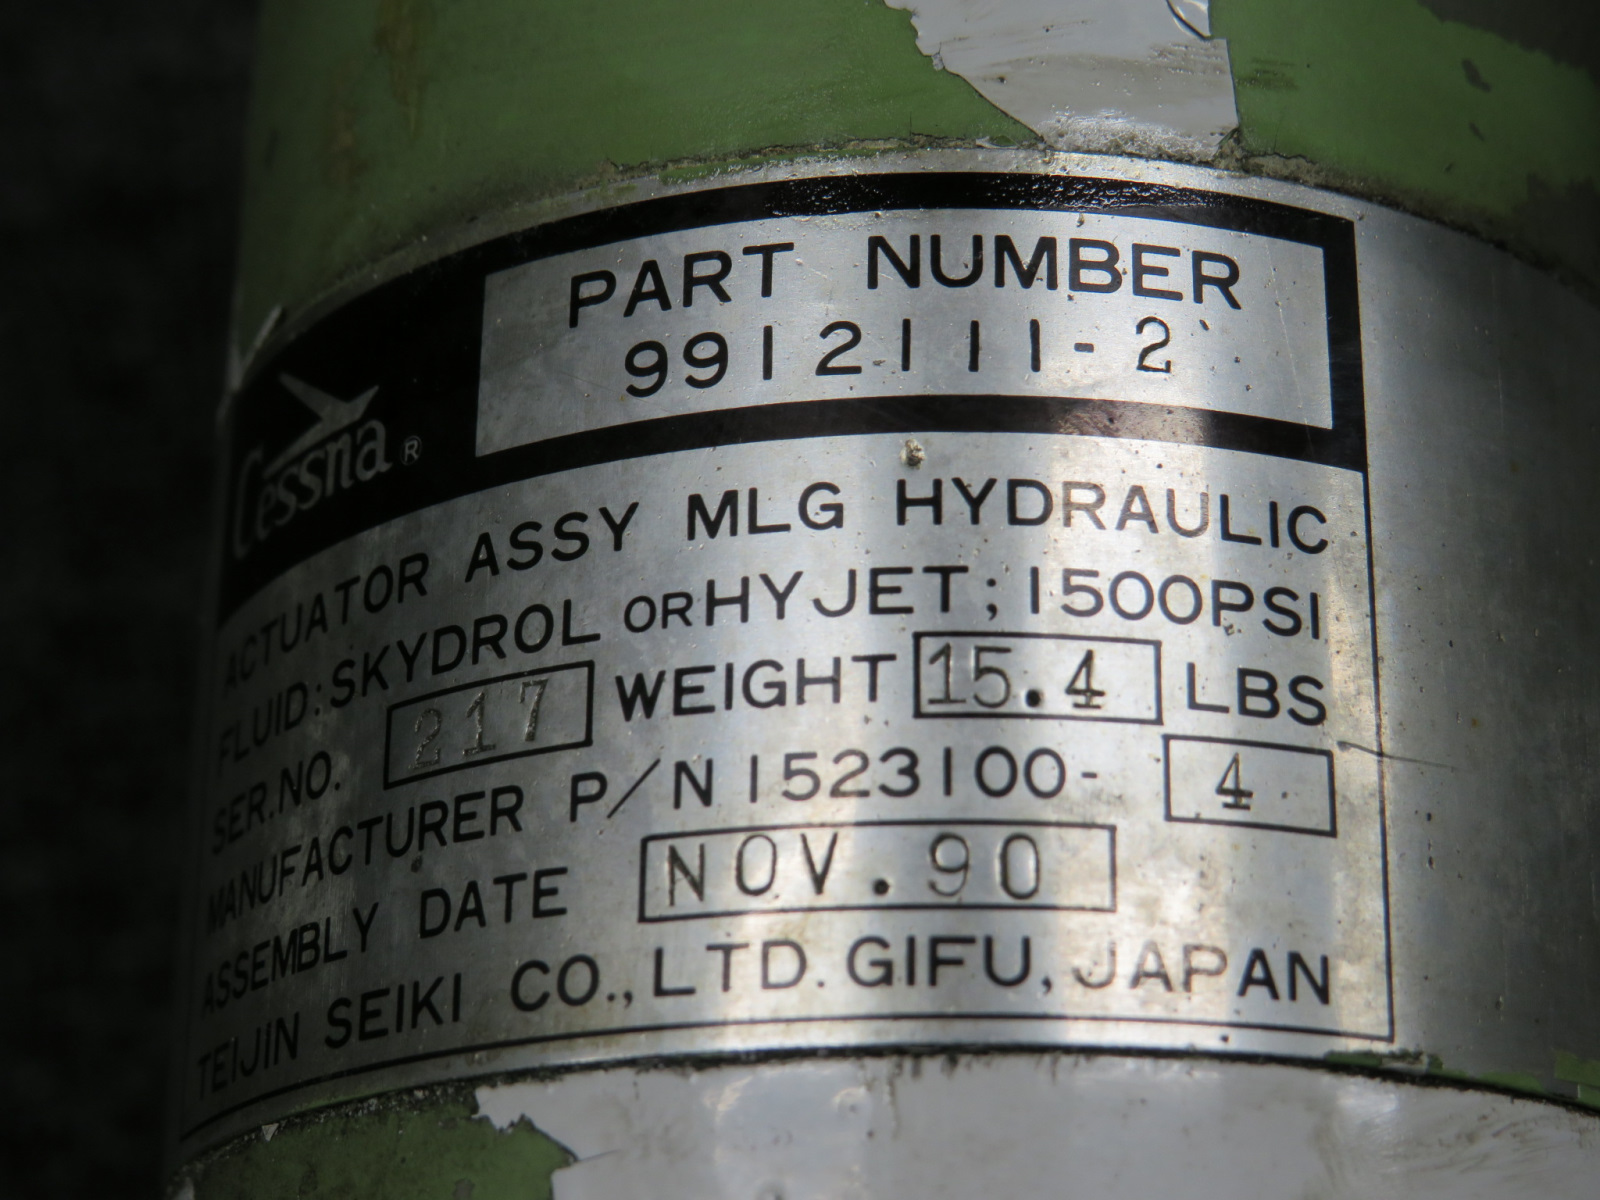 PART NUMBER
9912111-2
Cessna®
ACTUATOR ASSY MLG HYDRAULIC
FLUID: SKYDROL OR HYJET; 1500PSI
SER.NO. 217 WEIGHT 15.4 LBS
MANUFACTURER P/N 1523100- 4
ASSEMBLY DATE NOV.90
TEIJIN SEIKI CO., LTD. GIFU, JAPAN